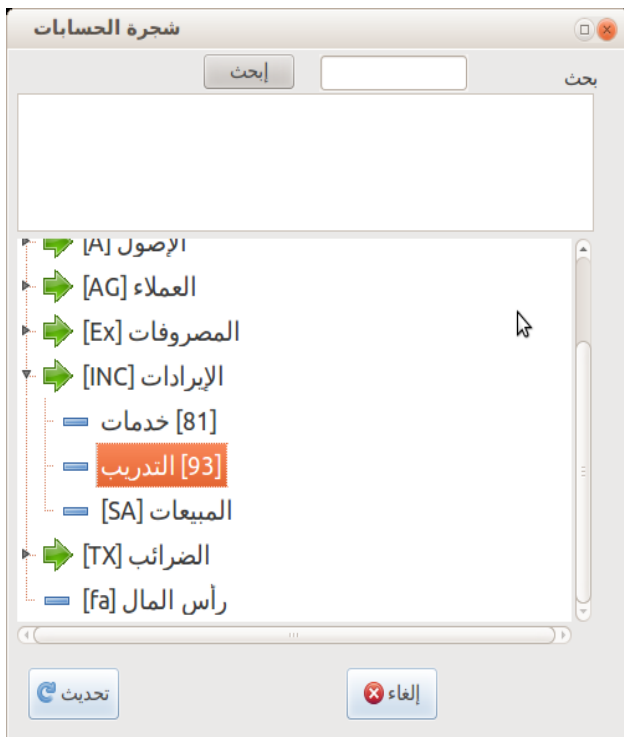 شجرة الحسابات
بحث إبحث
الإصول [A]
العملاء [AG]
المصروفات [Ex]
الإيرادات [INC]
[81] خدمات
[93] التدريب
المبيعات [SA]
الضرائب [TX]
رأس المال [fa]
إلغاء تحديث